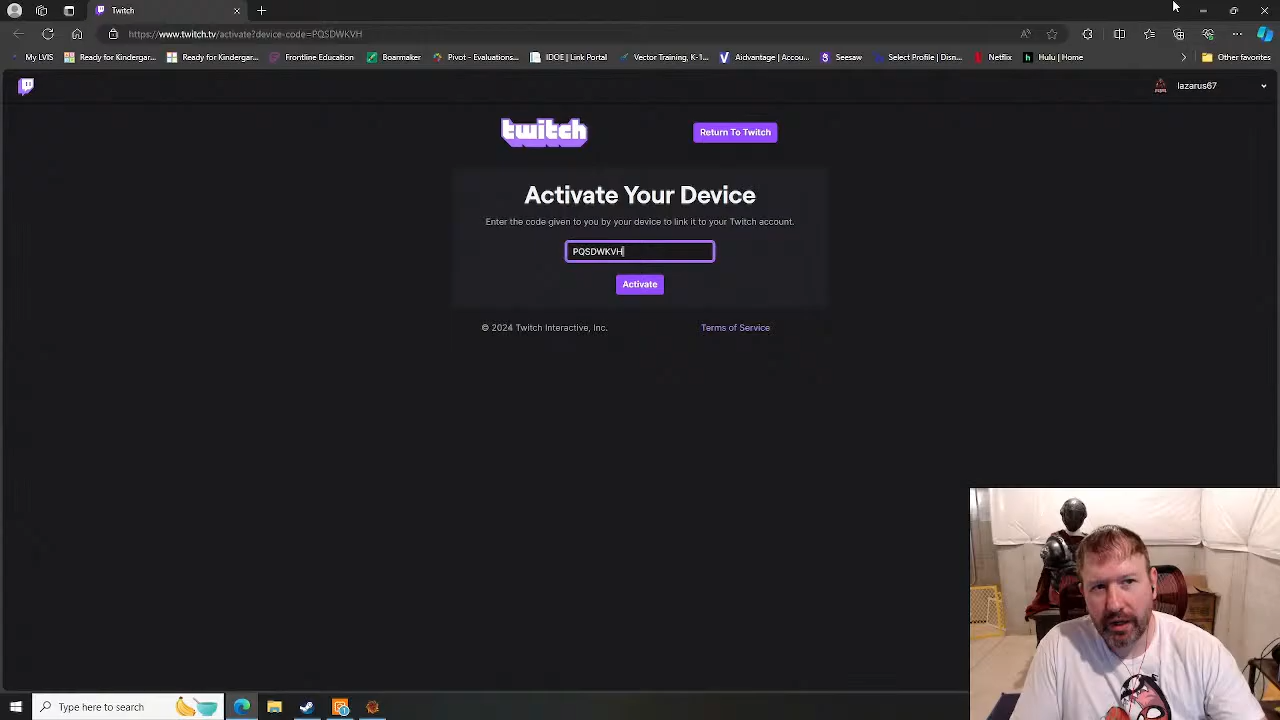 Twitch
https://www.twitch.tv/activate?device-code=PQSDWKVH
My LVIS
Ready for Kindergar...
Ready for Kindergar...
Frontline Education
Boarmaker
Pivot - Evaluations...
IDOE | Link Portal
Vector Training, K-1...
Aidvantage | Accou...
Seesaw
Select Profile | Disn...
Netflix
Hulu | Home
Other favorites
lazarus67
twitch
Return To Twitch
Activate Your Device
Enter the code given to you by your device to link it to your Twitch account.
PQSDWKVH
Activate
© 2024 Twitch Interactive, Inc.
Terms of Service
Type here to search